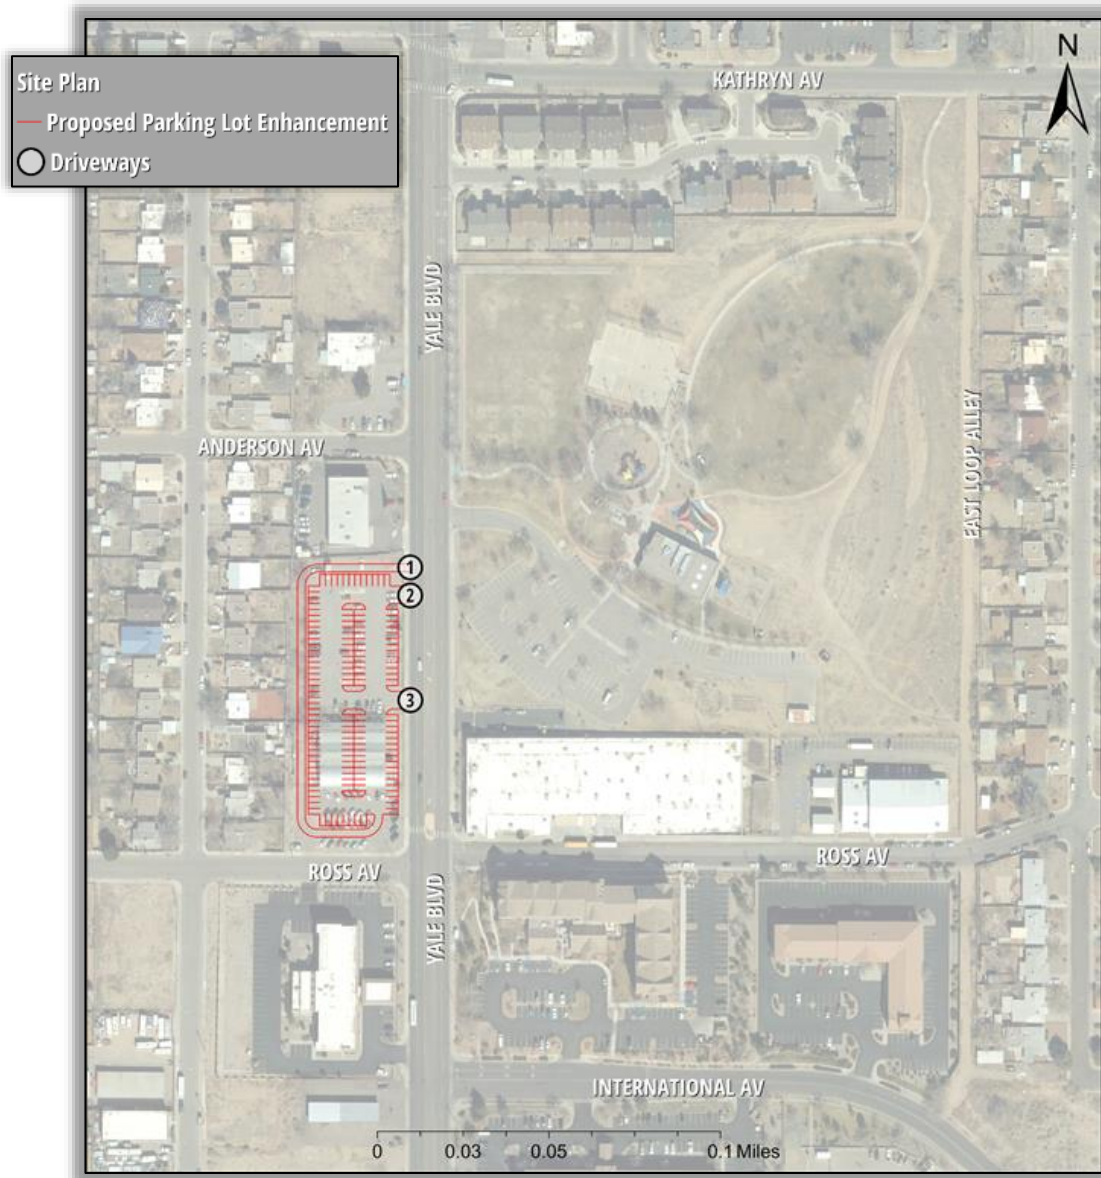 Site Plan
Proposed Parking Lot Enhancement
Driveways
N
KATHRYN AV
YALE BLVD
ANDERSON AV
EAST LOOP ALLEY
1
2
3
ROSS AV
ROSS AV
YALE BLVD
INTERNATIONAL AV
0 0.03 0.05 0.1 Miles